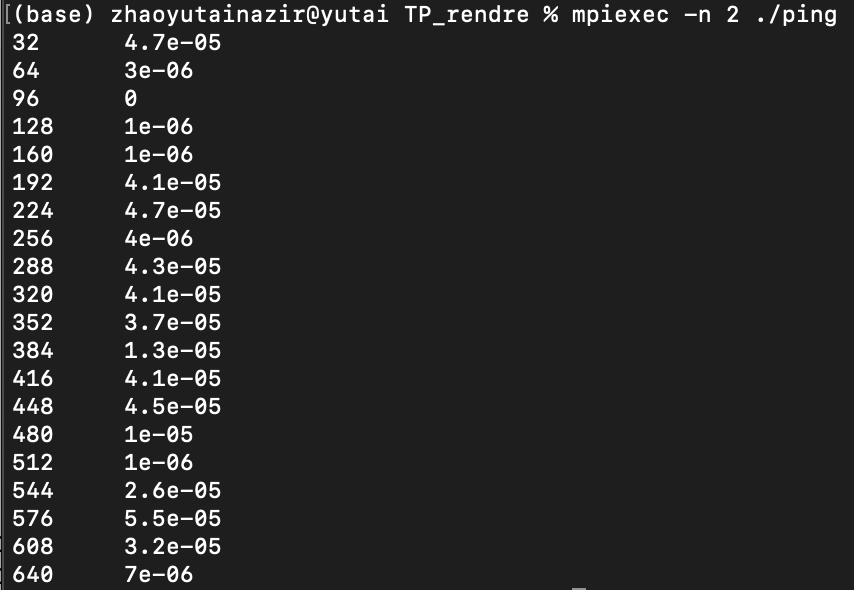 [(base) zhaoyutainazir@yutai TP_rendre % mpiexec -n 2 ./ping
32 4.7e-05
64 3e-06
96 0
128 1e-06
160 1e-06
192 4.1e-05
224 4.7e-05
256 4e-06
288 4.3e-05
320 4.1e-05
352 3.7e-05
384 1.3e-05
416 4.1e-05
448 4.5e-05
480 1e-05
512 1e-06
544 2.6e-05
576 5.5e-05
608 3.2e-05
640 7e-06